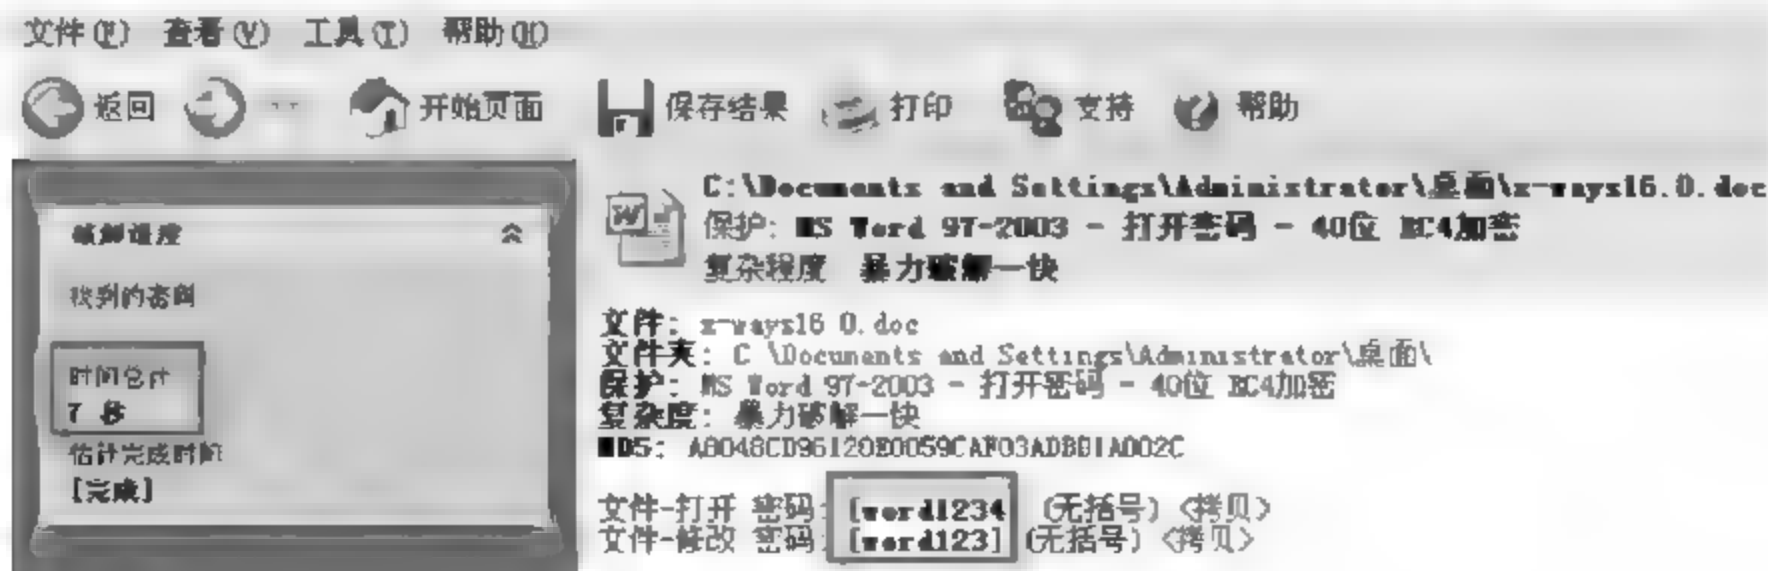 文件(F) 查看(V) 工具(T) 帮助(H)
返回 开始页面 保存结果 打印 支持 帮助
破解进度
找到的密码
时间总计
7 秒
估计完成时间
[完成]
C:\Documents and Settings\Administrator\桌面\x-ways16.0.doc
保护: MS Word 97-2003 - 打开密码 - 40位 RC4加密
复杂程度 暴力破解—快
文件: x-ways16 0.doc
文件夹: C \Documents and Settings\Administrator\桌面\
保护: MS Word 97-2003 - 打开密码 - 40位 RC4加密
复杂度: 暴力破解—快
MD5:
文件-打开 密码: [word1234 (无括号) <拷贝>
文件-修改 密码: [word123] (无括号) <拷贝>